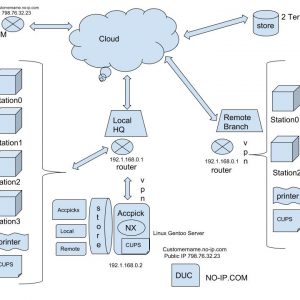 Customername.no-ip.com
798.76.32.23
M
Cloud
store
2 Ter
Station0
Station1
Station2
Station3
printer
CUPS
Local
HQ
192.1.168.0.1
router
vpn
Remote
Branch
192.1.168.0.1
router
vpn
Station0
Station2
printer
CUPS
Accpicks
Local
Remote
store
Accpick
NX
CUPS
192.1.168.0.2
Linux Gentoo Server
Customername.no-ip.com
Public IP 798.76.32.23
DUC
NO-IP.COM